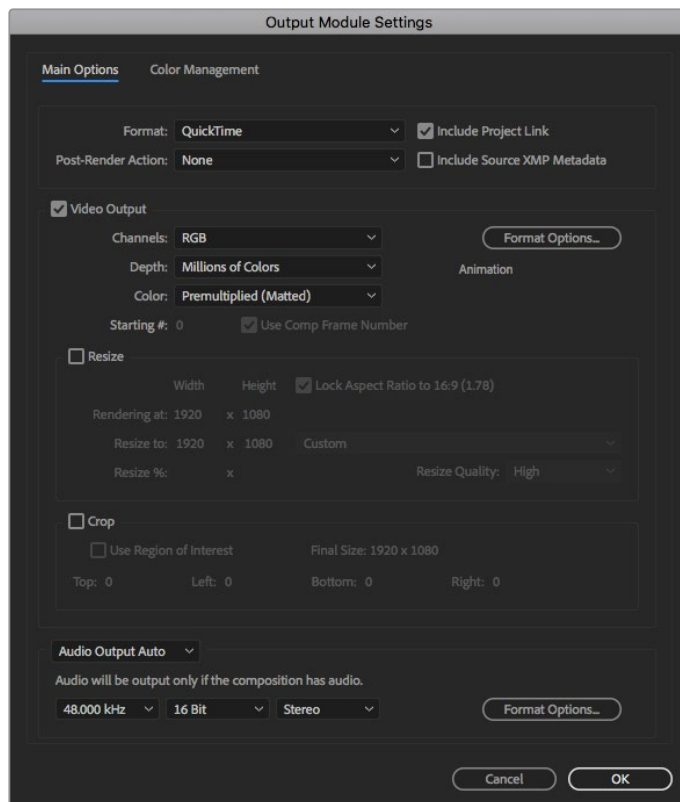 Output Module Settings
Main Options Color Management
Format: QuickTime Include Project Link
Post-Render Action: None Include Source XMP Metadata
Video Output
Channels: RGB Format Options...
Depth: Millions of Colors Animation
Color: Premultiplied (Matted)
Starting #: 0 Use Comp Frame Number
Resize
Width Height Lock Aspect Ratio to 16:9 (1.78)
Rendering at: 1920 x 1080
Resize to: 1920 x 1080 Custom
Resize %: x Resize Quality: High
Crop
Use Region of Interest Final Size: 1920 x 1080
Top: 0 Left: 0 Bottom: 0 Right: 0
Audio Output Auto
Audio will be output only if the composition has audio.
48.000 kHz 16 Bit Stereo Format Options...
Cancel OK